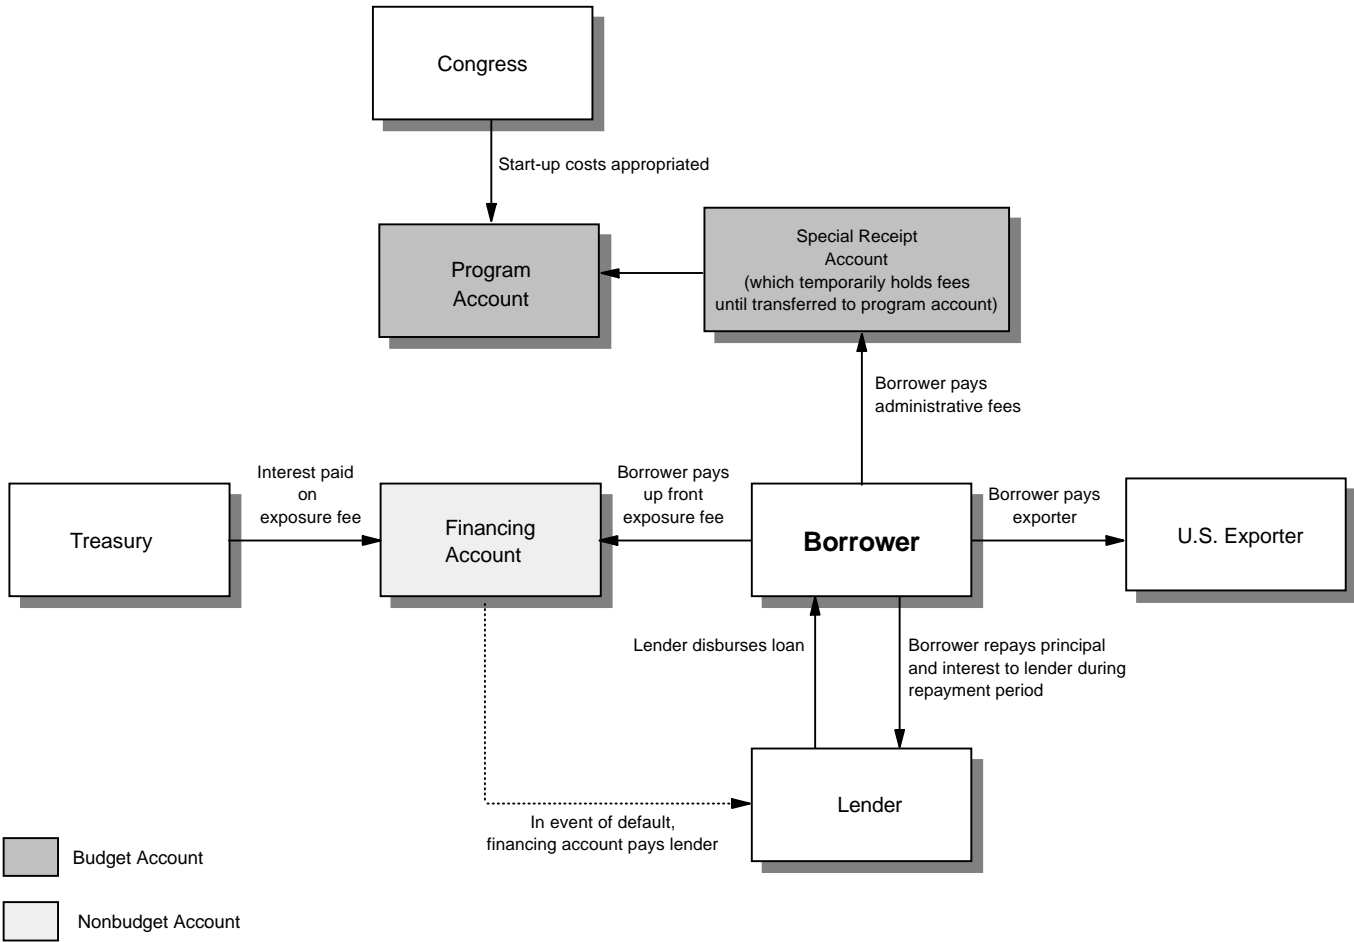 Congress
Start-up costs appropriated
Program
Account
Special Receipt
Account
(which temporarily holds fees
until transferred to program account)
Borrower pays
administrative fees
Treasury
Interest paid
on
exposure fee
Financing
Account
Borrower pays
up front
exposure fee
Borrower
Borrower pays
exporter
U.S. Exporter
Lender disburses loan
Borrower repays principal
and interest to lender during
repayment period
Lender
In event of default,
financing account pays lender
Budget Account
Nonbudget Account